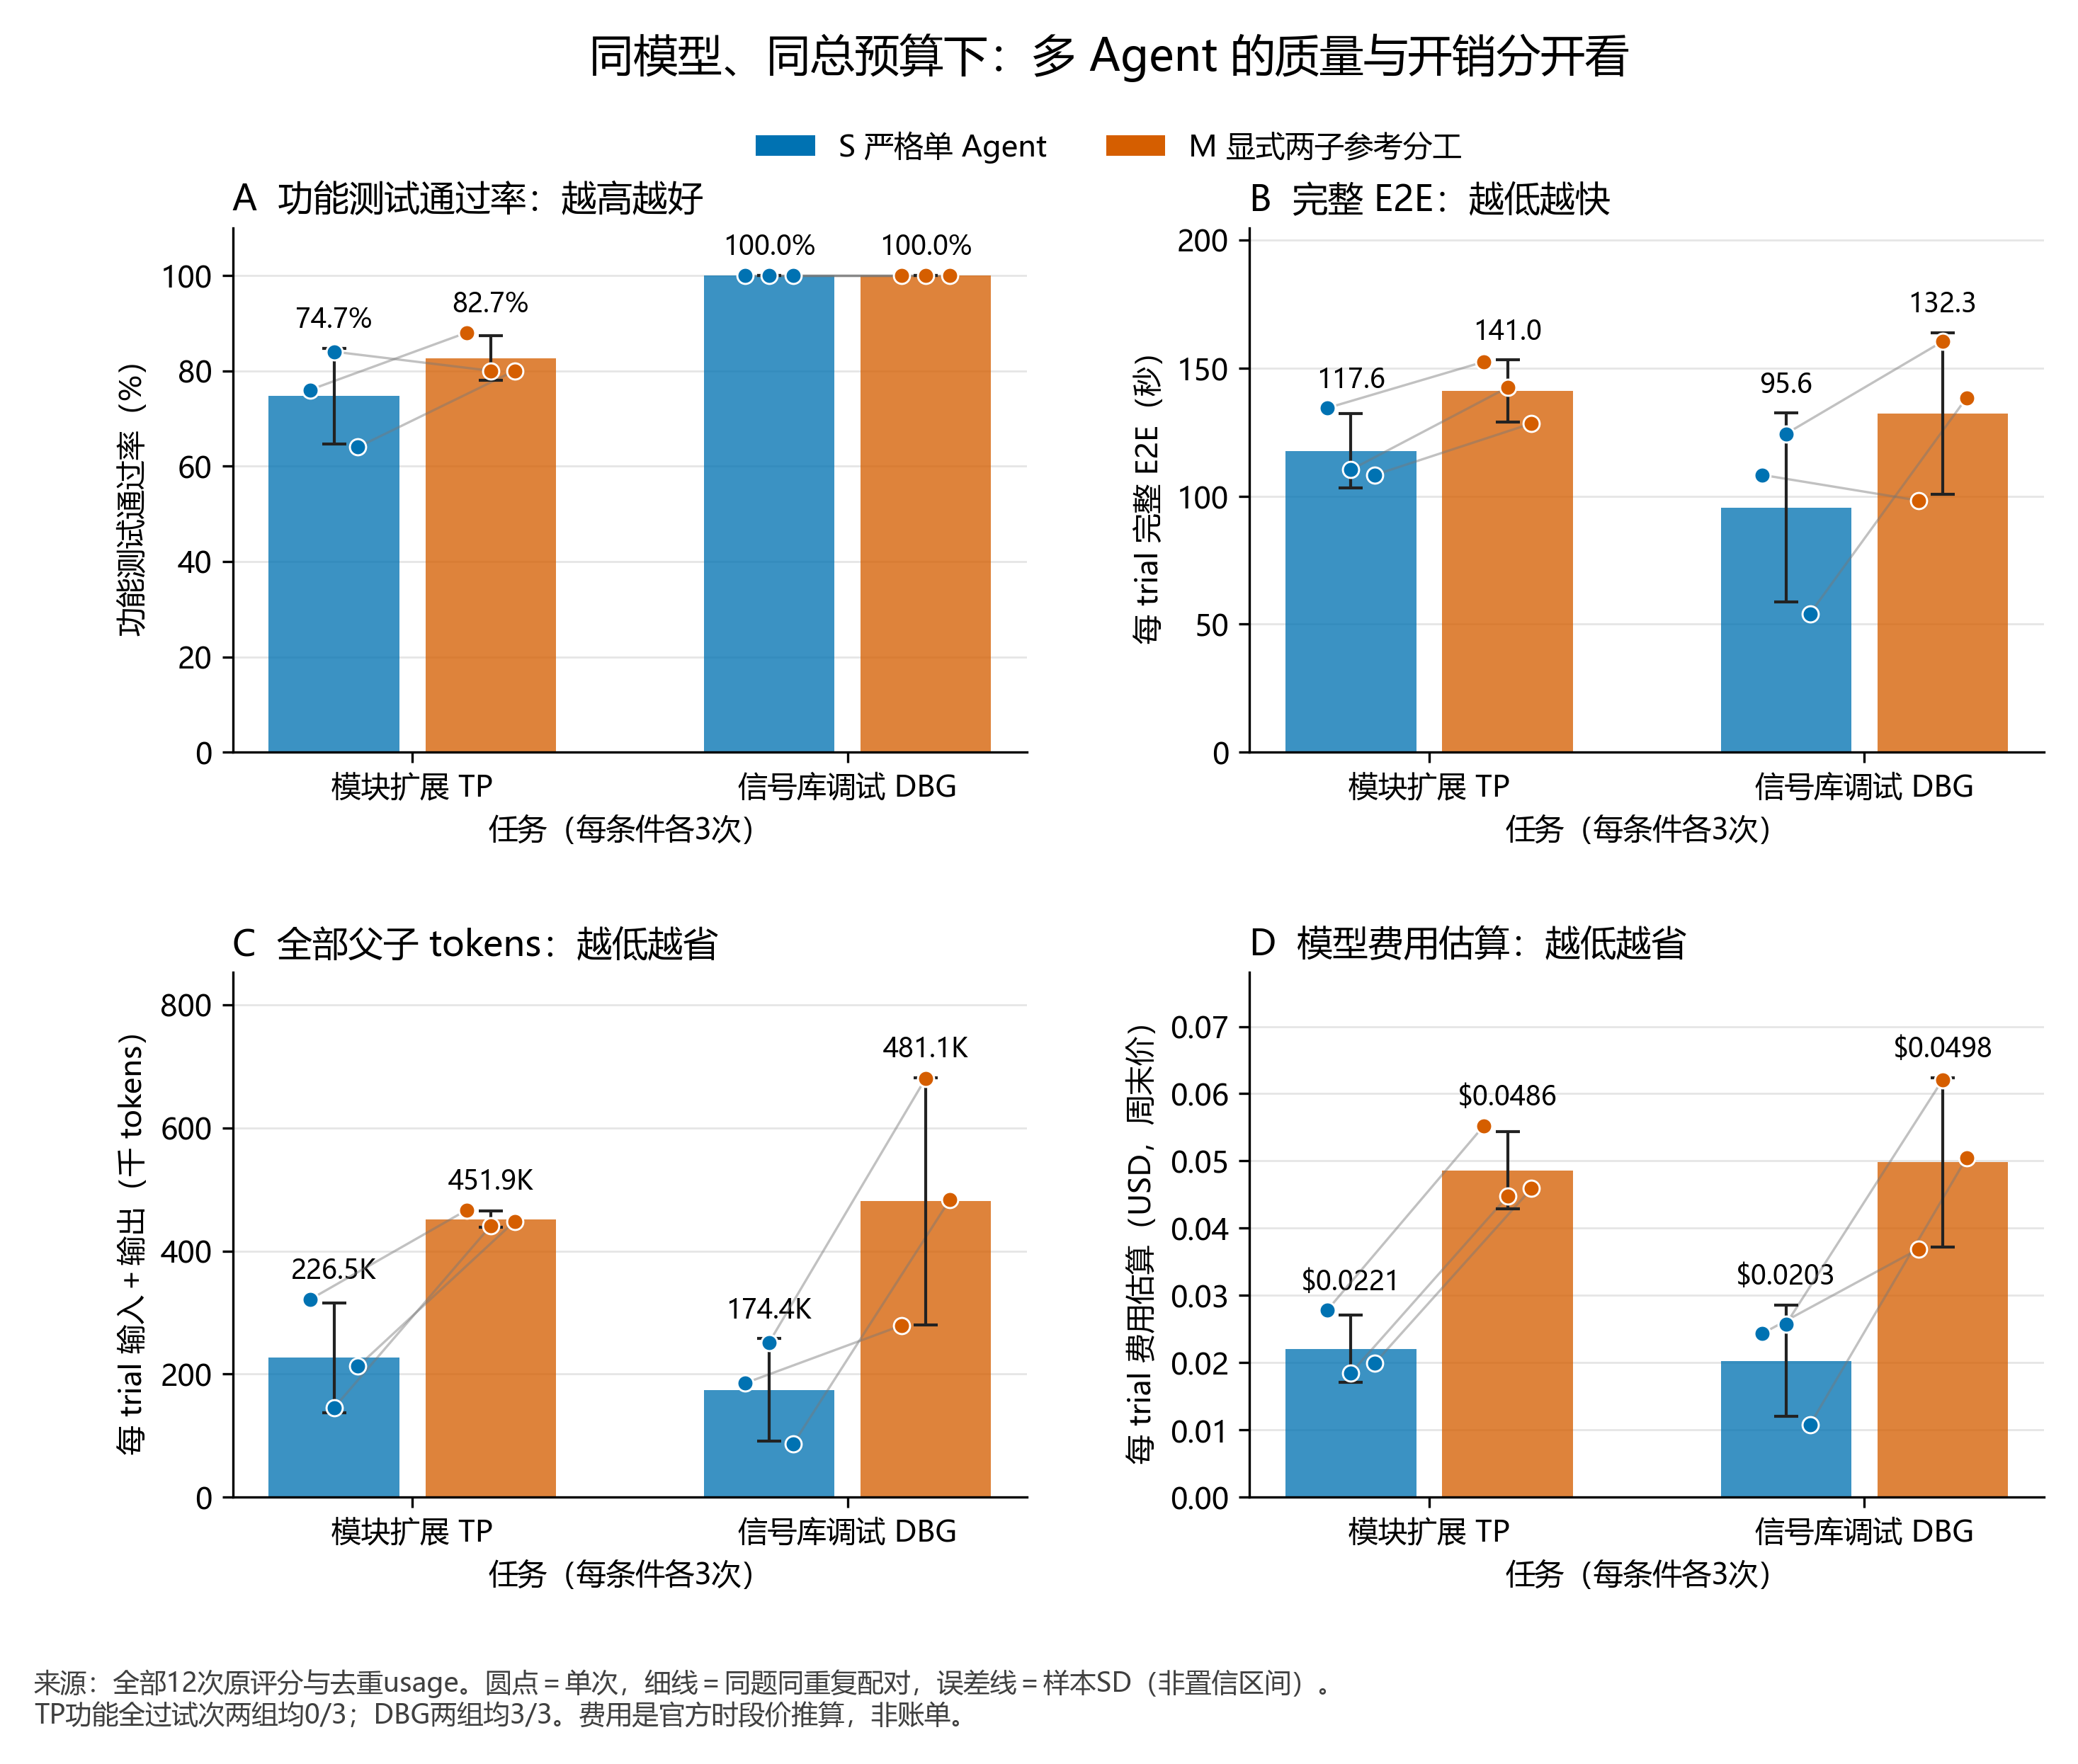 同模型、同总预算下：多 Agent 的质量与开销分开看
S 严格单 Agent
M 显式两子参考分工
A 功能测试通过率：越高越好
功能测试通过率（%）
100
80
60
40
20
0
74.7%
82.7%
100.0%
100.0%
模块扩展 TP
信号库调试 DBG
任务（每条件各3次）
B 完整 E2E：越低越快
每 trial 完整 E2E（秒）
200
150
100
50
0
117.6
141.0
95.6
132.3
模块扩展 TP
信号库调试 DBG
任务（每条件各3次）
C 全部父子 tokens：越低越省
每 trial 输入＋输出（千 tokens）
800
600
400
200
0
226.5K
451.9K
174.4K
481.1K
模块扩展 TP
信号库调试 DBG
任务（每条件各3次）
D 模型费用估算：越低越省
每 trial 费用估算（USD，周末价）
0.07
0.06
0.05
0.04
0.03
0.02
0.01
0.00
$0.0221
$0.0486
$0.0203
$0.0498
模块扩展 TP
信号库调试 DBG
任务（每条件各3次）
来源：全部12次原评分与去重usage。圆点＝单次，细线＝同题同重复配对，误差线＝样本SD（非置信区间）。
TP功能全过试次两组均0/3；DBG两组均3/3。费用是官方时段价推算，非账单。